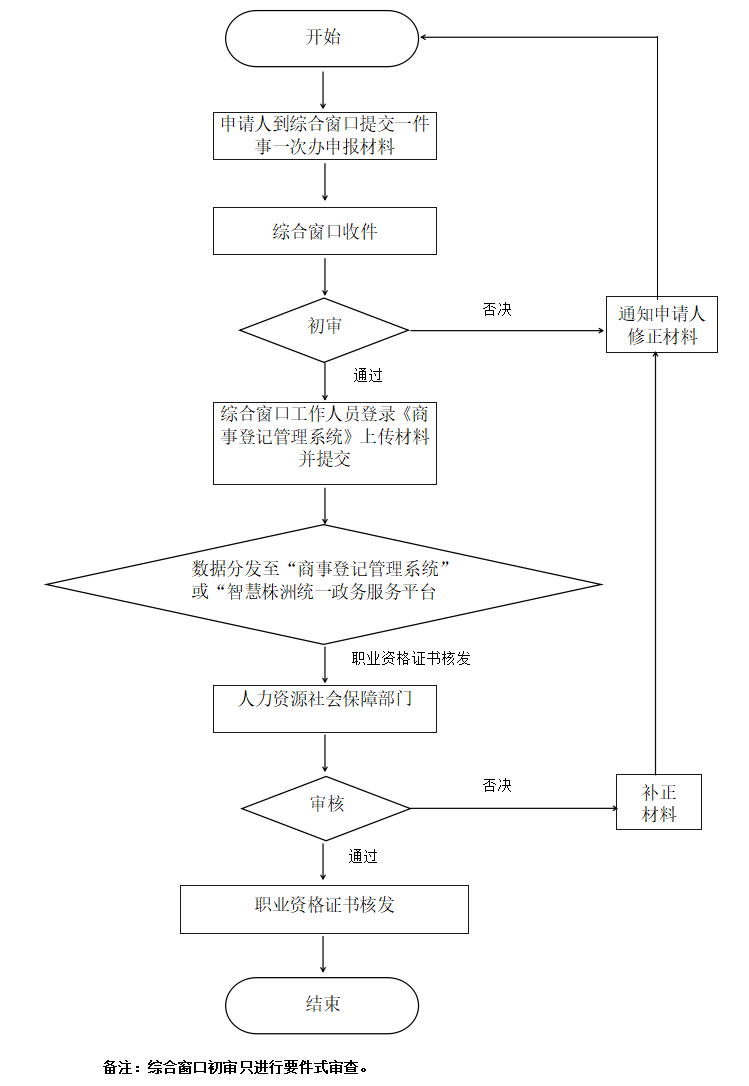 开始
申请人到综合窗口提交一件
事一次办申报材料
综合窗口收件
初审
否决
通知申请人
修正材料
通过
综合窗口工作人员登录《商
事登记管理系统》上传材料
并提交
数据分发至“商事登记管理系统”
或“智慧株洲统一政务服务平台
职业资格证书核发
人力资源社会保障部门
审核
否决
补正
材料
通过
职业资格证书核发
结束
备注：综合窗口初审只进行要件式审查。